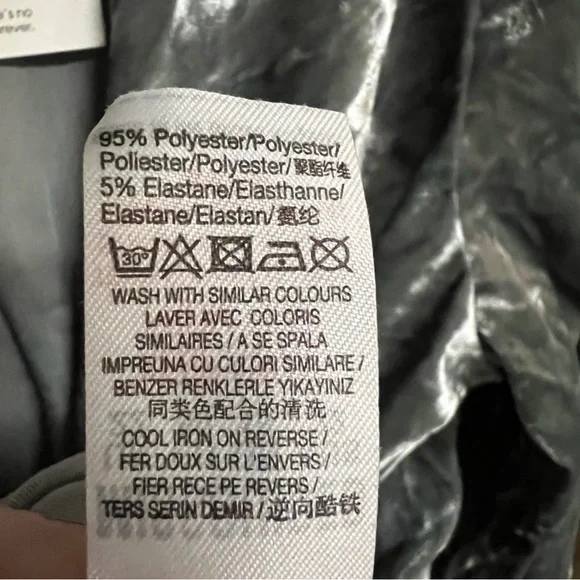 's no
ever.
95% Polyester/Polyester/
Poliester/Polyester/聚酯纤维
5% Elastane/Elasthanne/
Elastane/Elastan/氨纶
30°
WASH WITH SIMILAR COLOURS
LAVER AVEC COLORIS
SIMILAIRES / A SE SPALA
IMPREUNA CU CULORI SIMILARE /
BENZER RENKLERLE YIKAYINIZ
同类色配合的清洗
COOL IRON ON REVERSE /
FER DOUX SUR L'ENVERS /
FIER RECE PE REVERS /
TERS SERIN DEMIR / 逆向酷铁